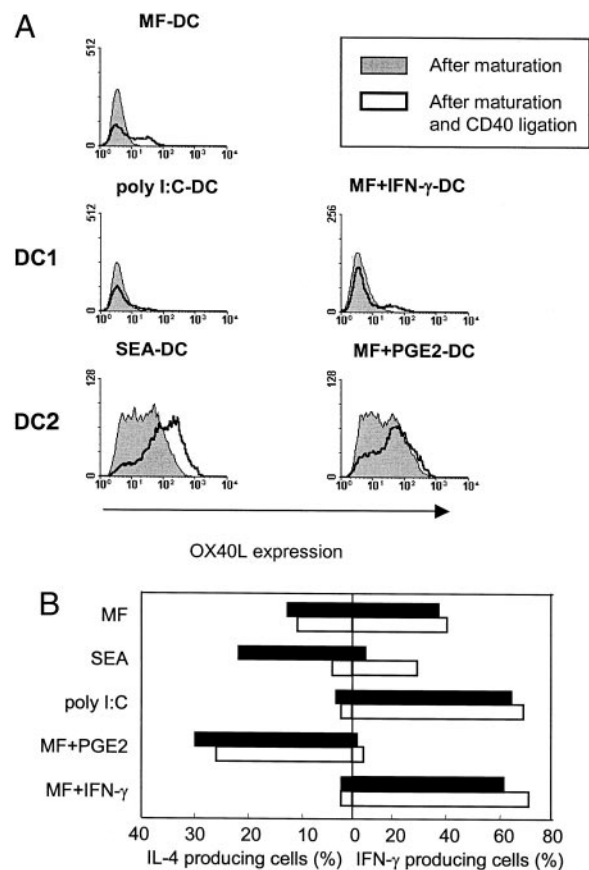 A
MF-DC
512
0
10⁰ 10¹ 10² 10³ 10⁴
After maturation
After maturation
and CD40 ligation
DC1
poly I:C-DC
512
0
10⁰ 10¹ 10² 10³ 10⁴
MF+IFN-γ-DC
256
0
10⁰ 10¹ 10² 10³ 10⁴
DC2
SEA-DC
128
0
10⁰ 10¹ 10² 10³ 10⁴
MF+PGE2-DC
128
0
10⁰ 10¹ 10² 10³ 10⁴
OX40L expression
B
MF
SEA
poly I:C
MF+PGE2
MF+IFN-γ
40 30 20 10 0 20 40 60 80
IL-4 producing cells (%) IFN-γ producing cells (%)